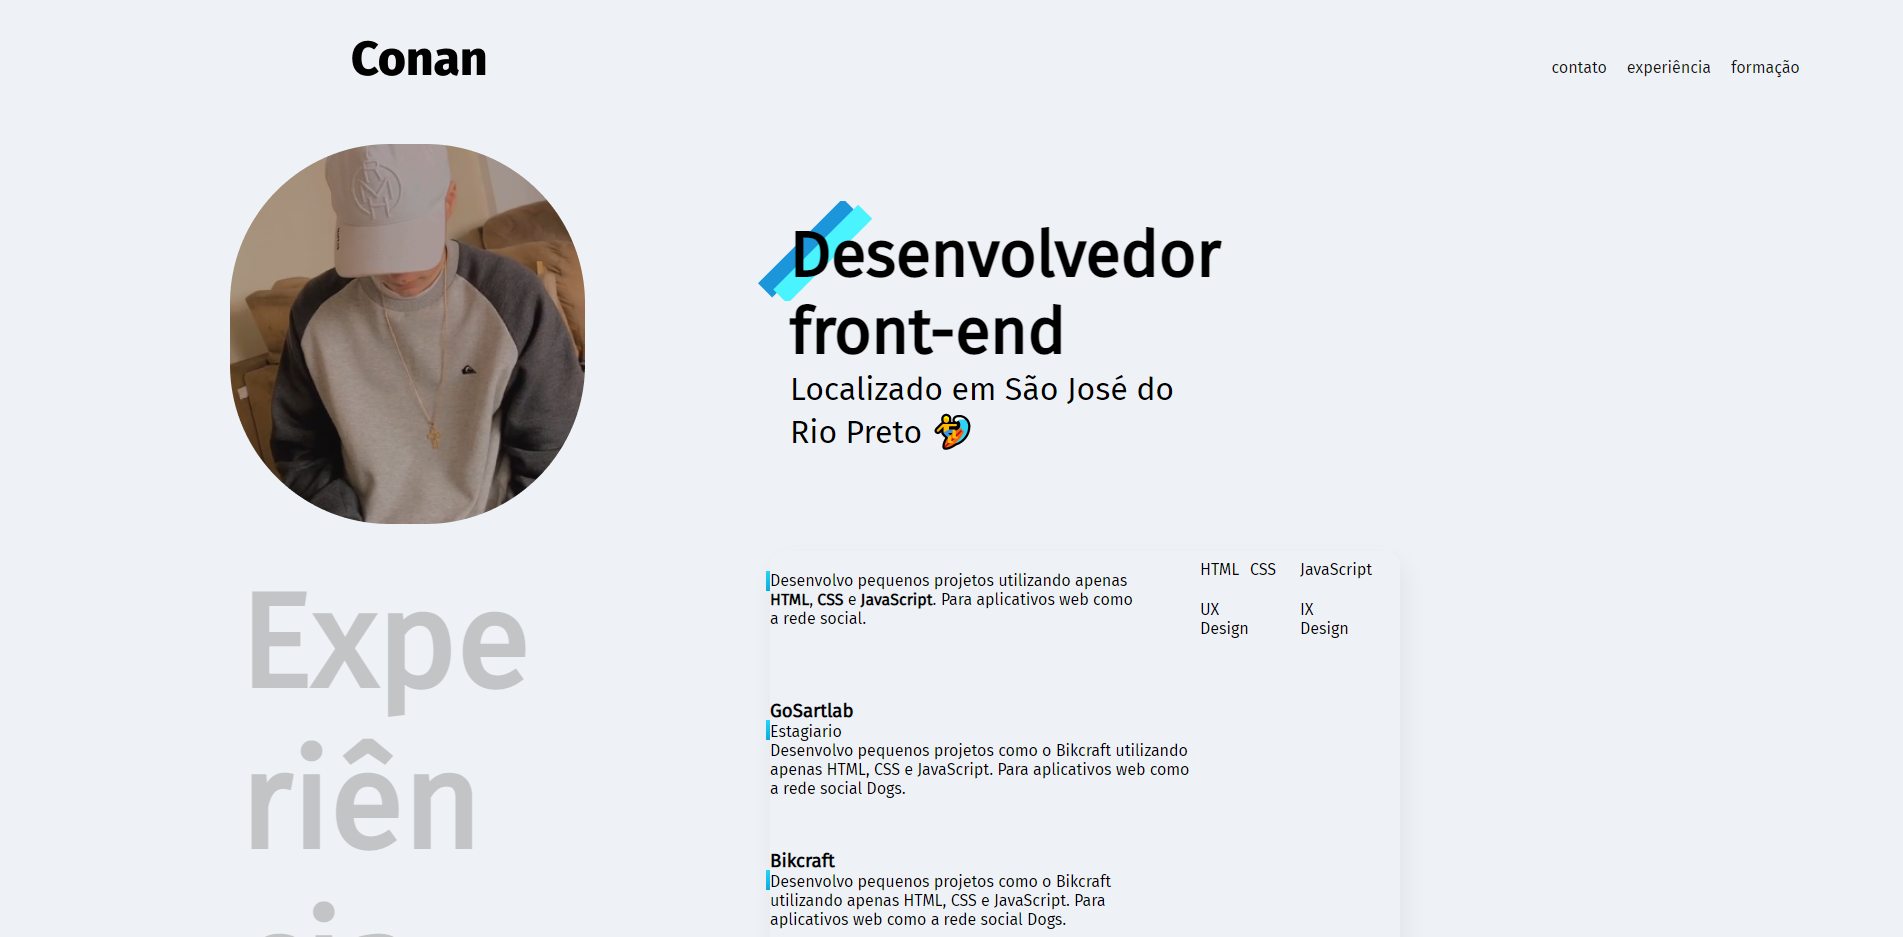 Conan
contato experiência formação
Desenvolvedor
front-end
Localizado em São José do
Rio Preto
Expe
riên
cia
Desenvolvo pequenos projetos utilizando apenas
HTML, CSS e JavaScript. Para aplicativos web como
a rede social.
HTML CSS JavaScript
UX
Design
IX
Design
GoSartlab
Estagiario
Desenvolvo pequenos projetos como o Bikcraft utilizando
apenas HTML, CSS e JavaScript. Para aplicativos web como
a rede social Dogs.
Bikcraft
Desenvolvo pequenos projetos como o Bikcraft
utilizando apenas HTML, CSS e JavaScript. Para
aplicativos web como a rede social Dogs.